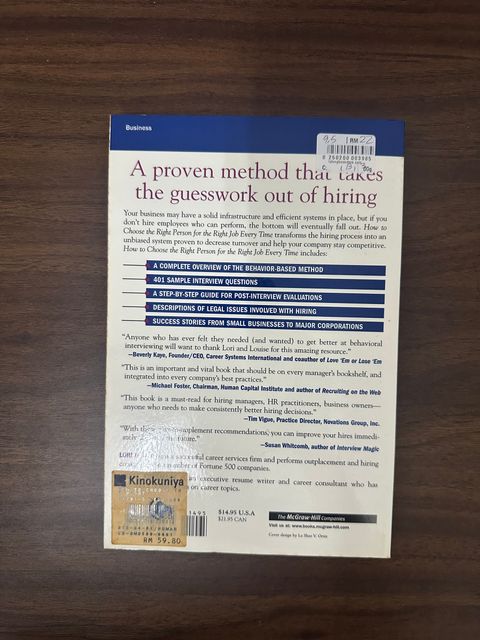 Business
95 RM 22
A proven method that takes
the guesswork out of hiring
Your business may have a solid infrastructure and efficient systems in place, but if you
don't hire employees who can perform, the bottom will eventually fall out. How to
Choose the Right Person for the Right Job Every Time transforms the hiring process into an
unbiased system proven to decrease turnover and help your company stay competitive.
How to Choose the Right Person for the Right Job Every Time includes:
A COMPLETE OVERVIEW OF THE BEHAVIOR-BASED METHOD
401 SAMPLE INTERVIEW QUESTIONS
A STEP-BY-STEP GUIDE FOR POST-INTERVIEW EVALUATIONS
DESCRIPTIONS OF LEGAL ISSUES INVOLVED WITH HIRING
SUCCESS STORIES FROM SMALL BUSINESSES TO MAJOR CORPORATIONS
"Anyone who has ever felt they needed (and wanted) to get better at behavioral
interviewing will want to thank Lori and Louise for this amazing resource."
—Beverly Kaye, Founder/CEO, Career Systems International and coauthor of Love 'Em or Lose 'Em
"This is an important and vital book that should be on every manager's bookshelf, and
integrated into every company's best practices."
—Michael Foster, Chairman, Human Capital Institute and author of Recruiting on the Web
"This book is a must-read for hiring managers, HR practitioners, business owners—
anyone who needs to make consistently better hiring decisions."
—Tim Vigue, Practice Director, Novations Group, Inc.
"With these easy-to-implement recommendations, you can improve your hires immedi-
future."
—Susan Whitcomb, author of Interview Magic
LORI a successful career services firm and performs outplacement and hiring
number of Fortune 500 companies.
executive resume writer and career consultant who has
on career topics.
Kinokuniya
RM 59.80
1495
$14.95 U.S.A
$21.95 CAN
The McGraw·Hill Companies
Visit us at: www.books.mcgraw-hill.com
Cover design by